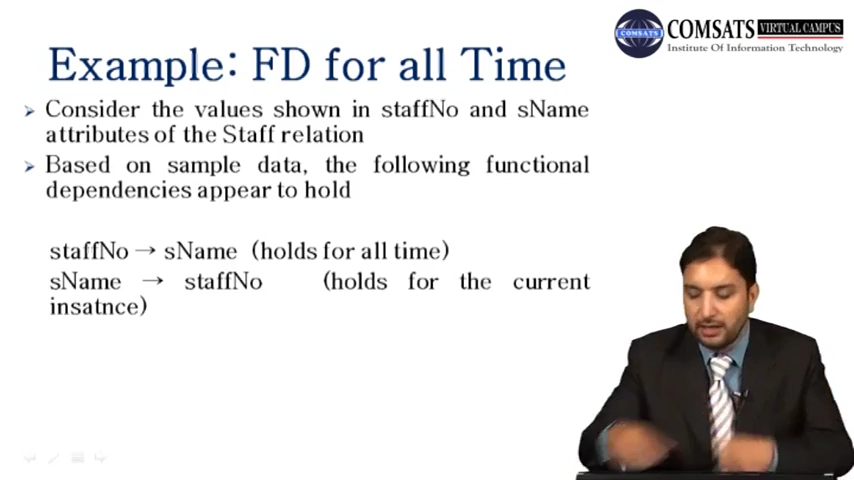 COMSATS VIRTUAL CAMPUS
Institute Of Information Technology
COMSATS
Example: FD for all Time
Consider the values shown in staffNo and sName
attributes of the Staff relation
Based on sample data, the following functional
dependencies appear to hold
staffNo → sName (holds for all time)
sName → staffNo (holds for the current
insatnce)